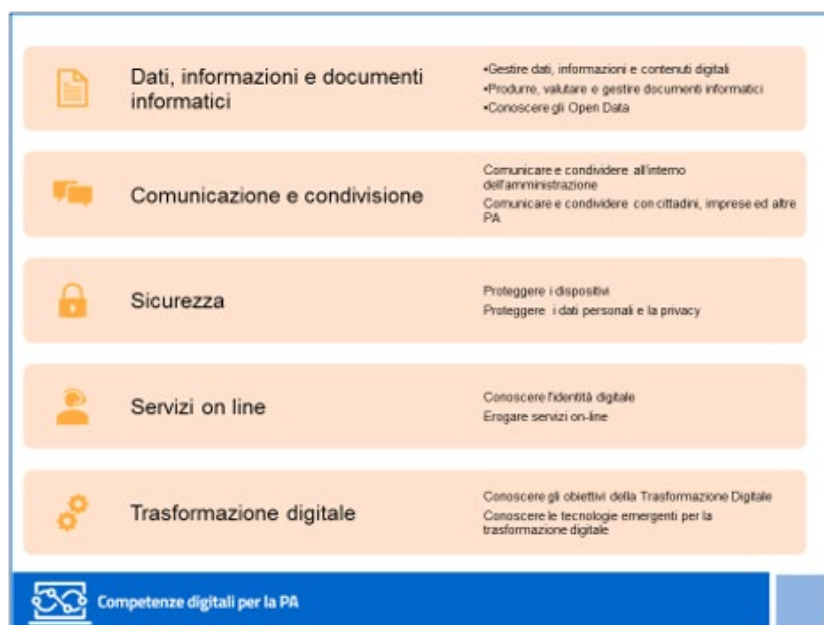 Dati, informazioni e documenti
informatici
•Gestire dati, informazioni e contenuti digitali
•Produrre, valutare e gestire documenti informatici
•Conoscere gli Open Data
Comunicazione e condivisione
Comunicare e condividere all'interno
dell'amministrazione
Comunicare e condividere con cittadini, imprese ed altre
PA
Sicurezza
Proteggere i dispositivi
Proteggere i dati personali e la privacy
Servizi on line
Conoscere l'identità digitale
Erogare servizi on-line
Trasformazione digitale
Conoscere gli obiettivi della Trasformazione Digitale
Conoscere le tecnologie emergenti per la
trasformazione digitale
Competenze digitali per la PA